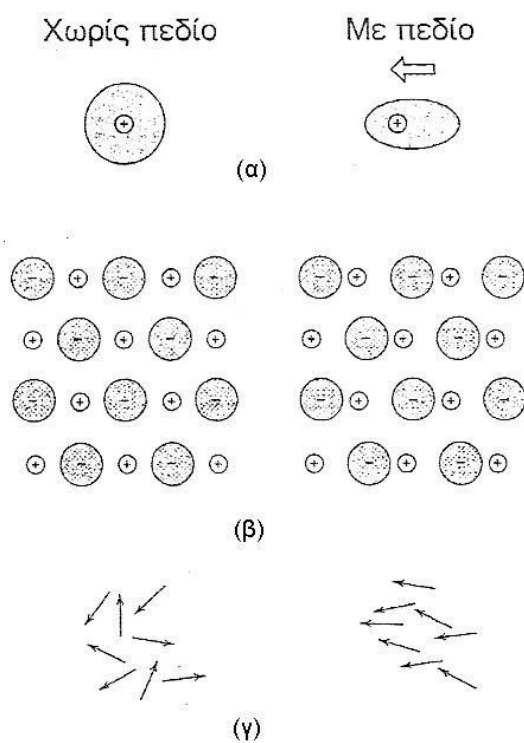 Χωρίς πεδίο Με πεδίο
+ +
(α)
- + - + - - + - + -
+ - + - + + - + - +
- + - + - - + - + -
+ - + - + + - + - +
(β)
(γ)